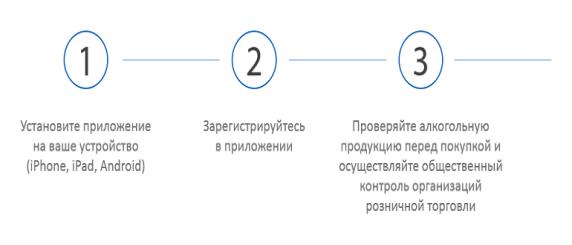 1
2
3
Установите приложение
на ваше устройство
(iPhone, iPad, Android)
Зарегистрируйтесь
в приложении
Проверяйте алкогольную
продукцию перед покупкой и
осуществляйте общественный
контроль организаций
розничной торговли